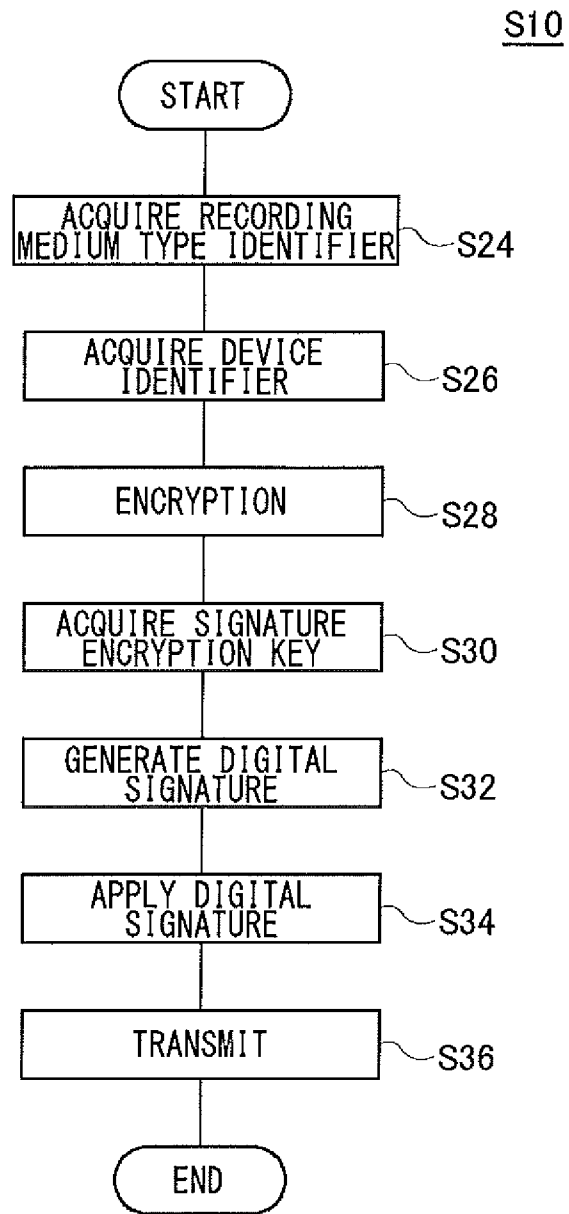 S10
START
ACQUIRE RECORDING
MEDIUM TYPE IDENTIFIER
S24
ACQUIRE DEVICE
IDENTIFIER
S26
ENCRYPTION
S28
ACQUIRE SIGNATURE
ENCRYPTION KEY
S30
GENERATE DIGITAL
SIGNATURE
S32
APPLY DIGITAL
SIGNATURE
S34
TRANSMIT
S36
END